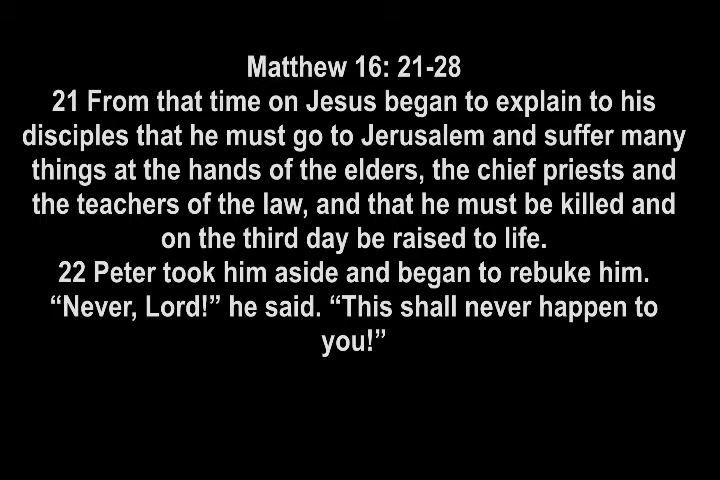 Matthew 16: 21-28
21 From that time on Jesus began to explain to his
disciples that he must go to Jerusalem and suffer many
things at the hands of the elders, the chief priests and
the teachers of the law, and that he must be killed and
on the third day be raised to life.
22 Peter took him aside and began to rebuke him.
“Never, Lord!” he said. “This shall never happen to
you!”